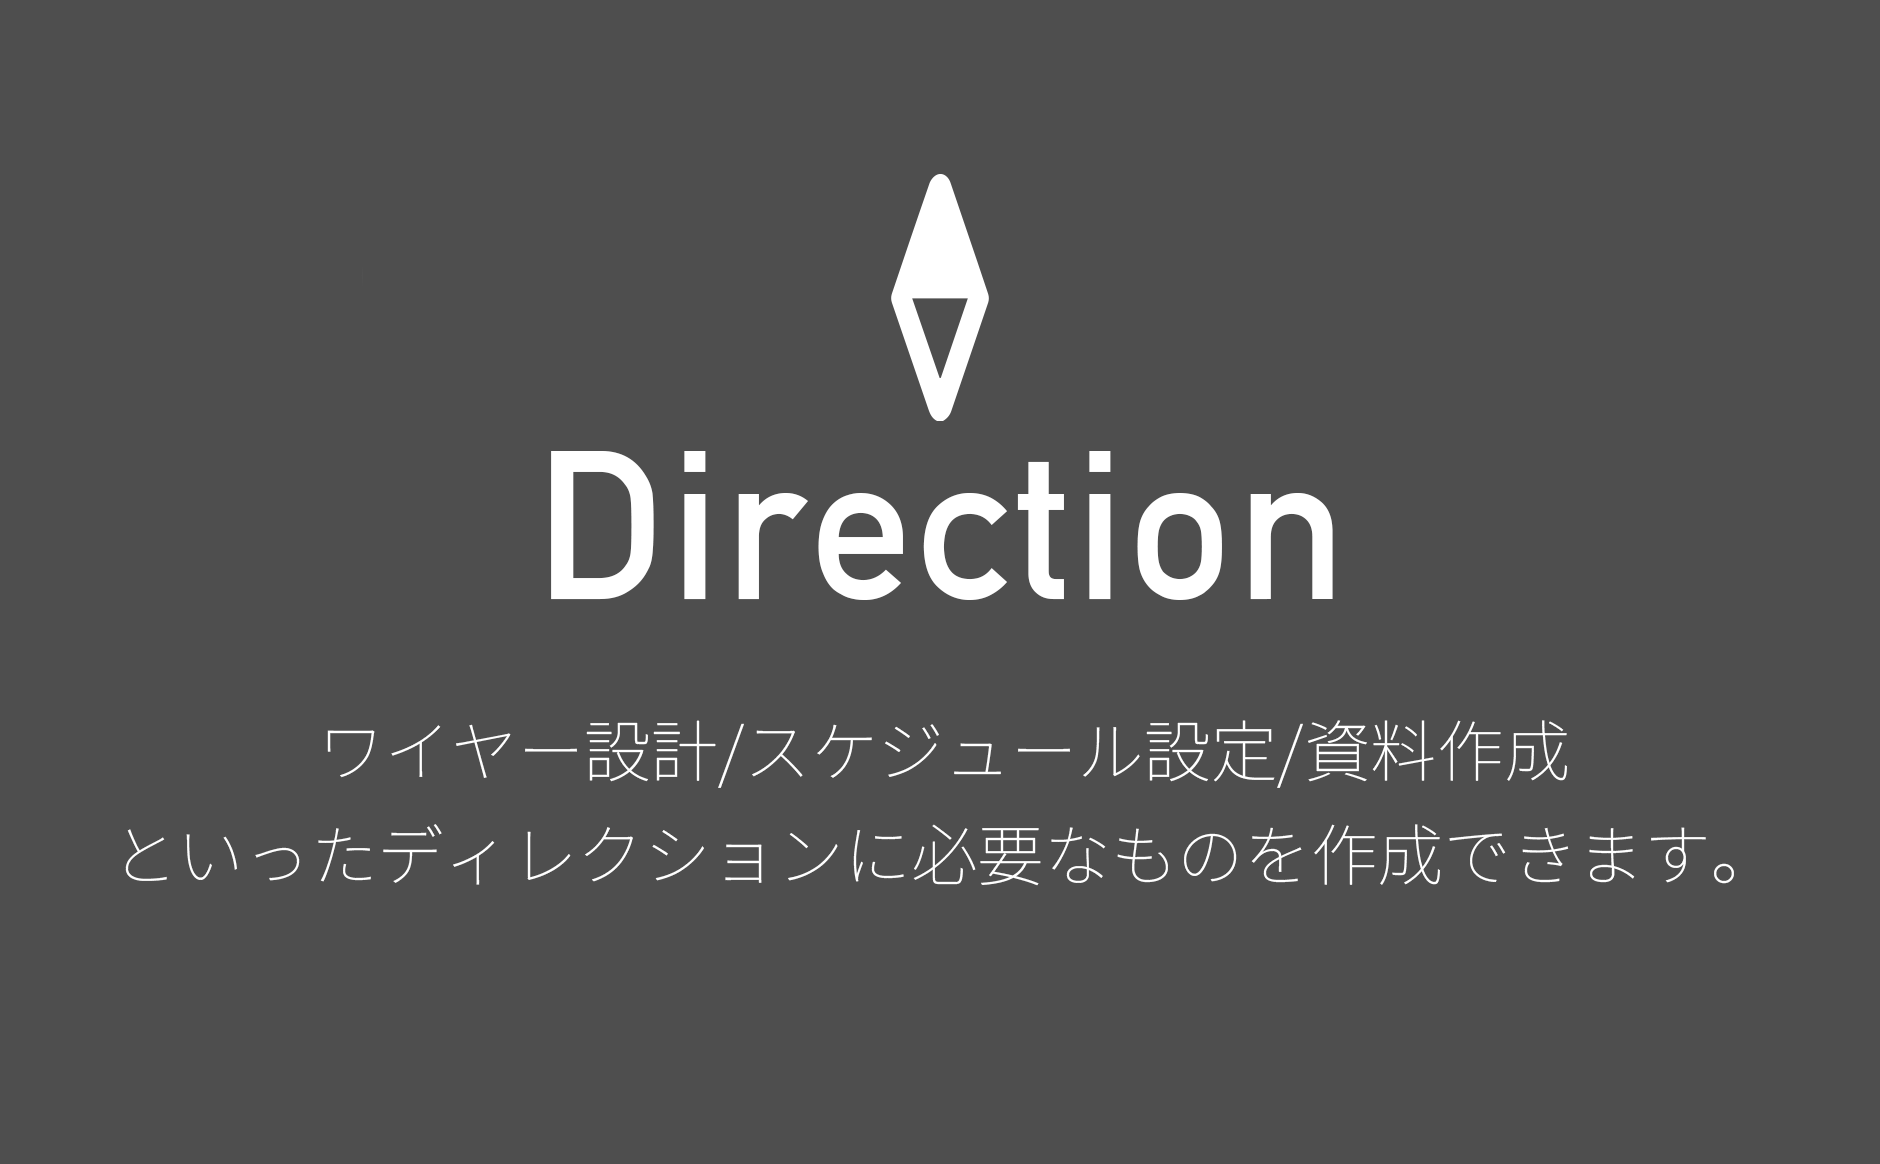 Direction
ワイヤー設計/スケジュール設定/資料作成
といったディレクションに必要なものを作成できます。